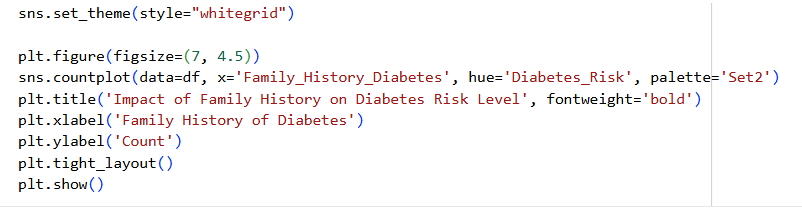 sns.set_theme(style="whitegrid")
plt.figure(figsize=(7, 4.5))
sns.countplot(data=df, x='Family_History_Diabetes', hue='Diabetes_Risk', palette='Set2')
plt.title('Impact of Family History on Diabetes Risk Level', fontweight='bold')
plt.xlabel('Family History of Diabetes')
plt.ylabel('Count')
plt.tight_layout()
plt.show()